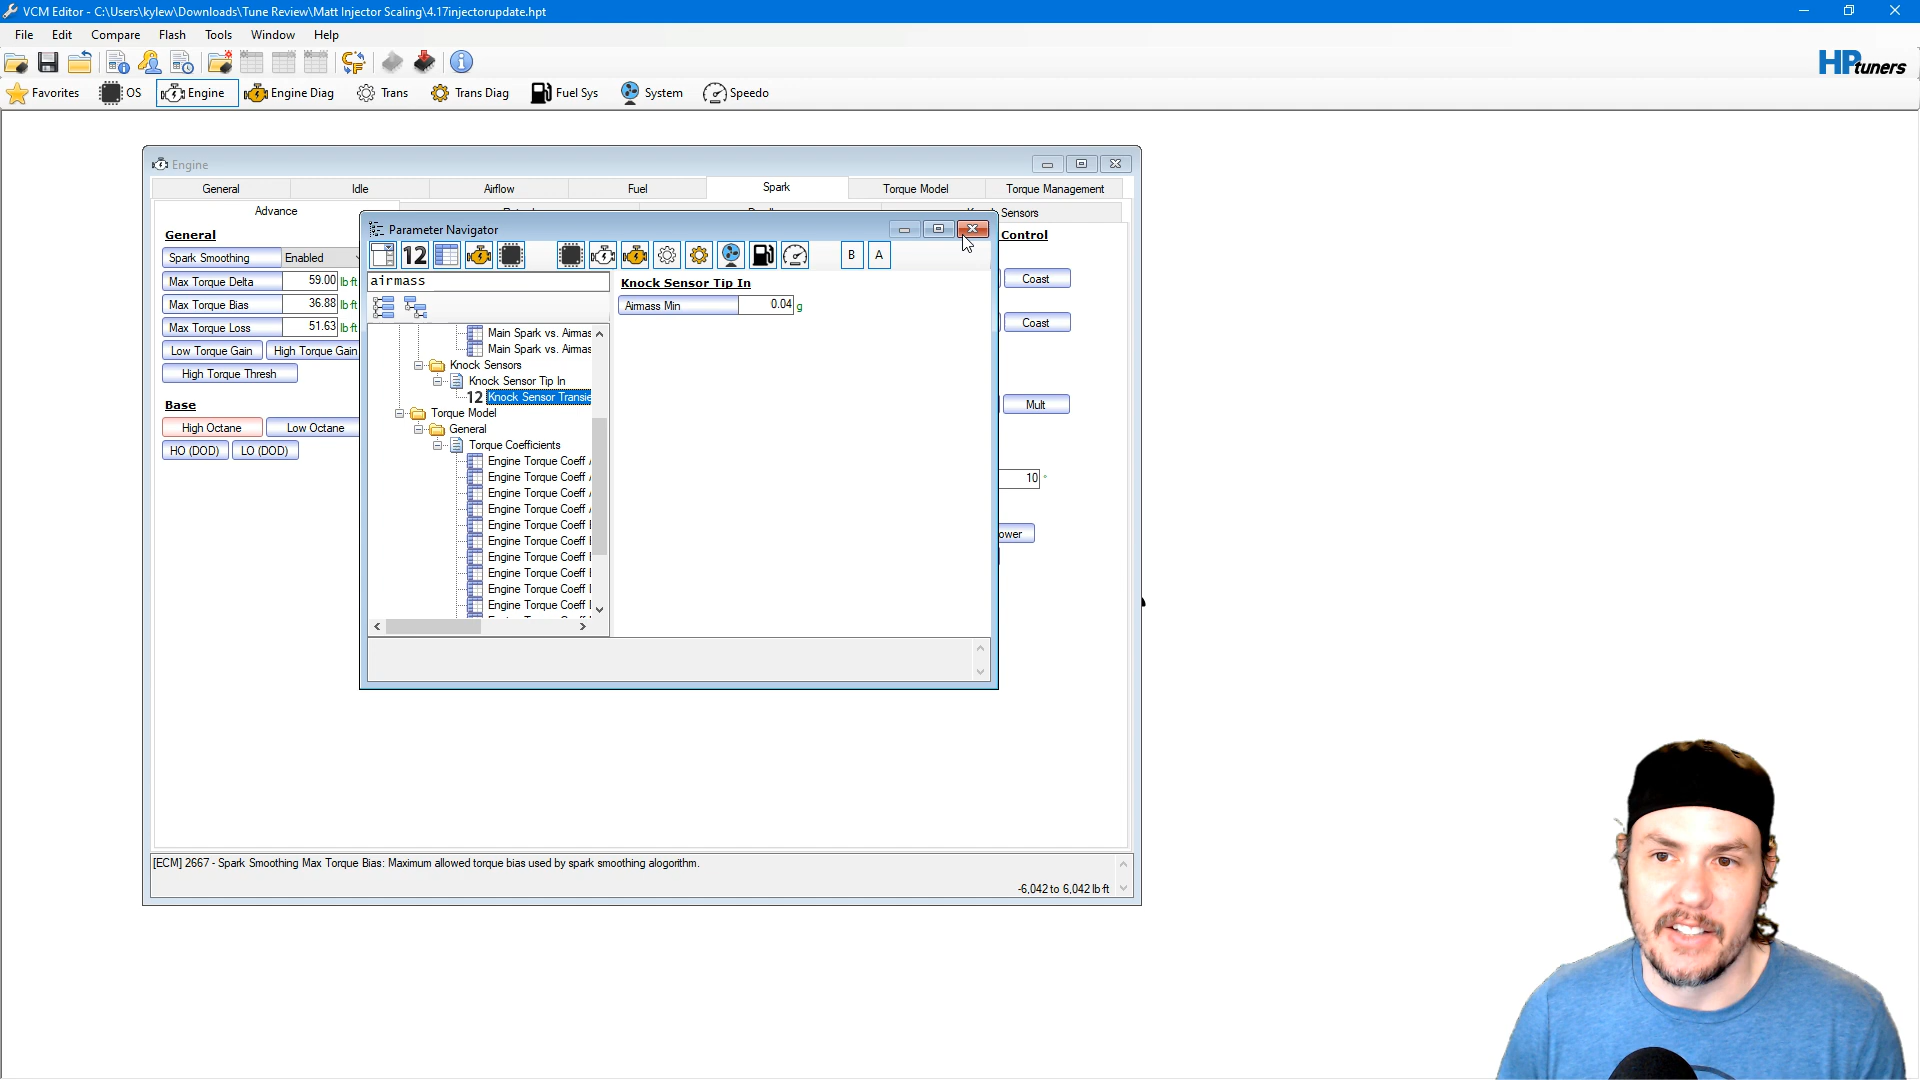 VCM Editor - C:\Users\kylew\Downloads\Tune Review\Matt Injector Scaling\4.17injectorupdate.hpt
File Edit Compare Flash Tools Window Help
HPtuners
Favorites OS Engine Engine Diag Trans Trans Diag Fuel Sys System Speedo
Engine
General Idle Airflow Fuel Spark Torque Model Torque Management
Advance Sensors
General
Spark Smoothing Enabled
Max Torque Delta 59.00 lb ft
Max Torque Bias 36.88 lb ft
Max Torque Loss 51.63 lb ft
Low Torque Gain High Torque Gain
High Torque Thresh
Base
High Octane Low Octane
HO (DOD) LO (DOD)
Parameter Navigator
12 B A
airmass
Main Spark vs. Airmas
Main Spark vs. Airmas
Knock Sensors
Knock Sensor Tip In
12 Knock Sensor Transie
Torque Model
General
Torque Coefficients
Engine Torque Coeff
Engine Torque Coeff
Engine Torque Coeff
Engine Torque Coeff
Engine Torque Coeff
Engine Torque Coeff
Engine Torque Coeff
Engine Torque Coeff
Engine Torque Coeff
Engine Torque Coeff
Knock Sensor Tip In
Airmass Min 0.04 g
Control
Coast
Coast
Mult
10 °
ower
[ECM] 2667 - Spark Smoothing Max Torque Bias: Maximum allowed torque bias used by spark smoothing alogorithm.
-6,042 to 6,042 lb ft